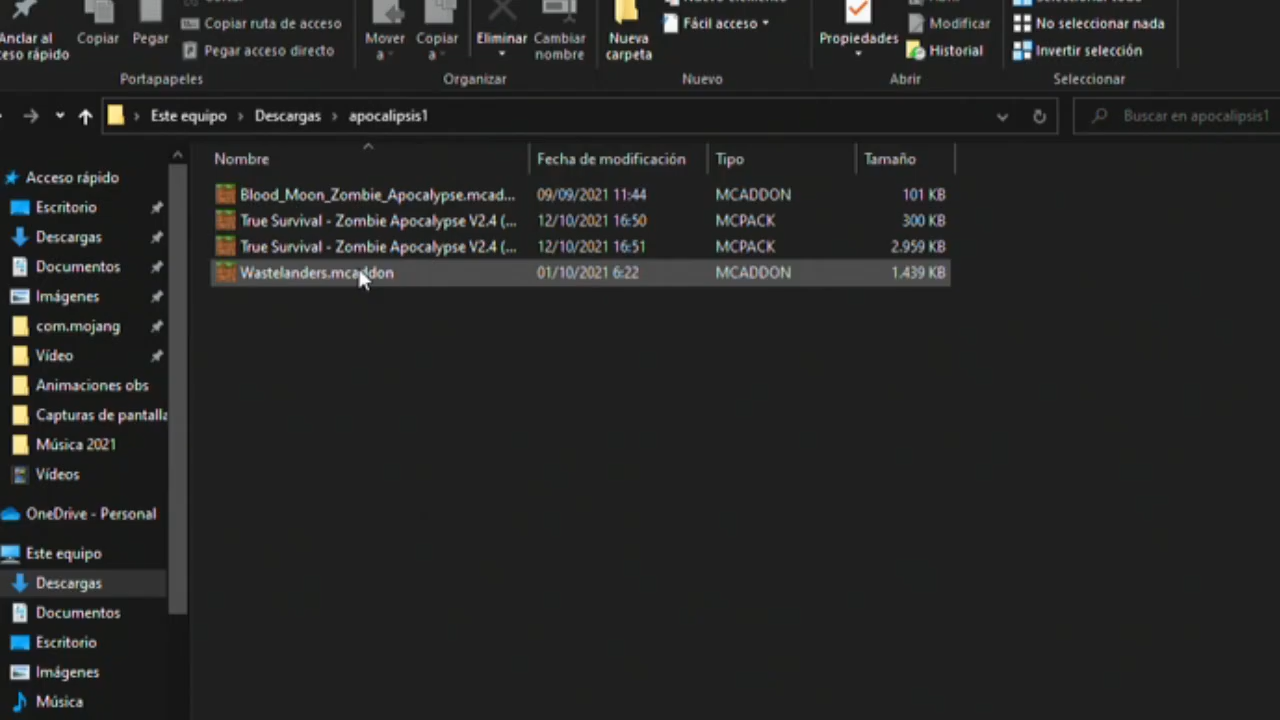 Copiar ruta de acceso
Fácil acceso
Modificar
No seleccionar nada
Anclar al
Copiar
Pegar
Mover
Copiar
Eliminar
Cambiar
Nueva
Propiedades
Pegar acceso directo
a
a
nombre
carpeta
Historial
Invertir selección
Portapapeles
Organizar
Nuevo
Abrir
Seleccionar
Este equipo > Descargas > apocalipsis1
Buscar en apocalipsis1
Nombre
Fecha de modificación
Tipo
Tamaño
Blood_Moon_Zombie_Apocalypse.mcad... 09/09/2021 11:44 MCADDON 101 KB
True Survival - Zombie Apocalypse V2.4 (... 12/10/2021 16:50 MCPACK 300 KB
True Survival - Zombie Apocalypse V2.4 (... 12/10/2021 16:51 MCPACK 2.959 KB
Wastelanders.mcaddon 01/10/2021 6:22 MCADDON 1.439 KB
Acceso rápido
Escritorio
Descargas
Documentos
Imágenes
com.mojang
Vídeo
Animaciones obs
Capturas de pantalla
Música 2021
Vídeos
OneDrive - Personal
Este equipo
Descargas
Documentos
Escritorio
Imágenes
Música